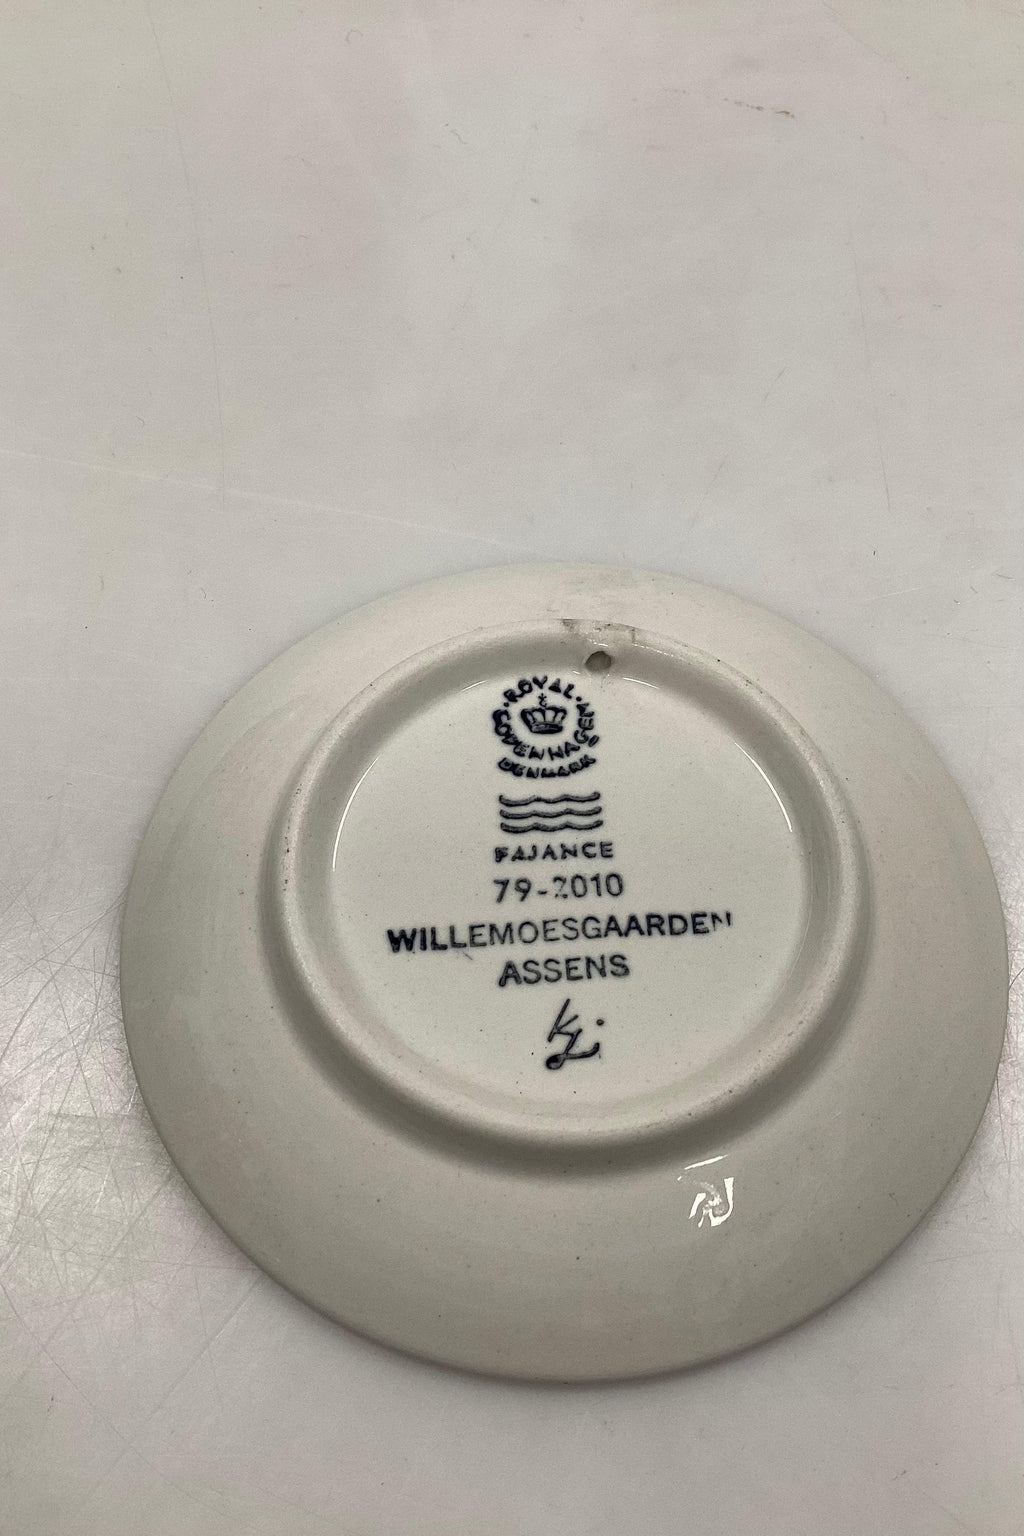 ROYAL
COPENHAGEN
DENMARK
FAJANCE
79-2010
WILLEMOESGAARDEN
ASSENS